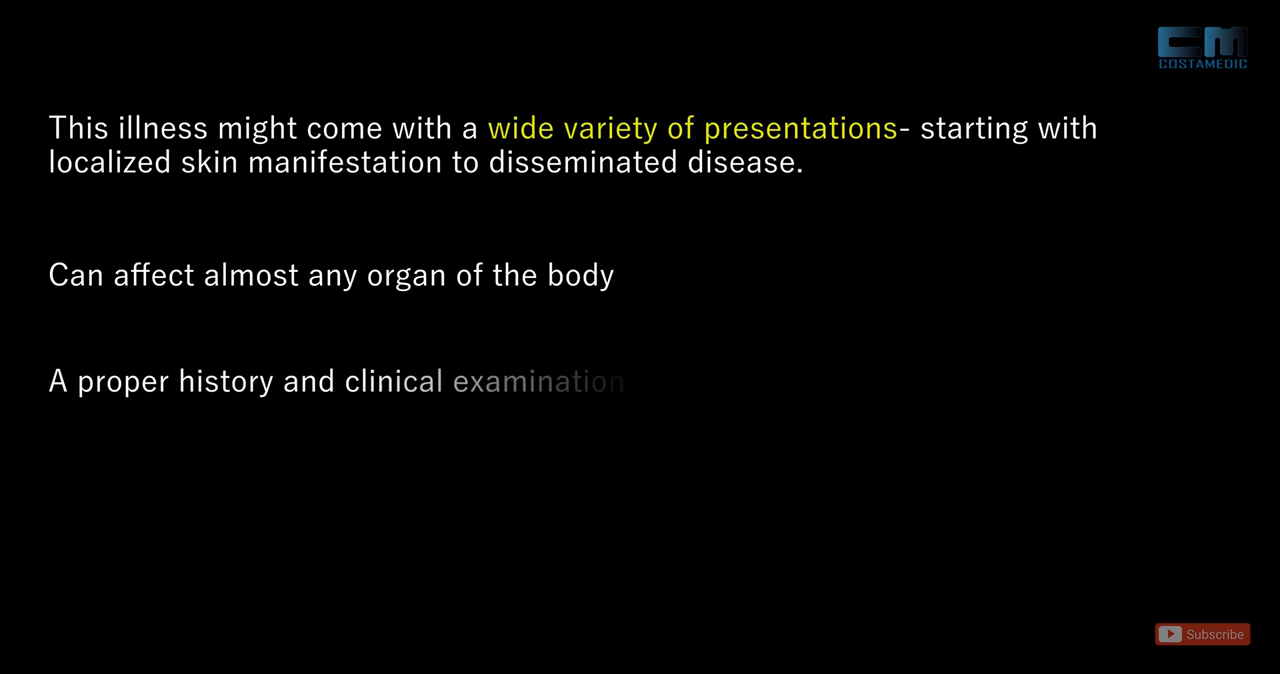 CM
COSTAMEDIC
This illness might come with a wide variety of presentations- starting with
localized skin manifestation to disseminated disease.
Can affect almost any organ of the body
A proper history and clinical examination
Subscribe